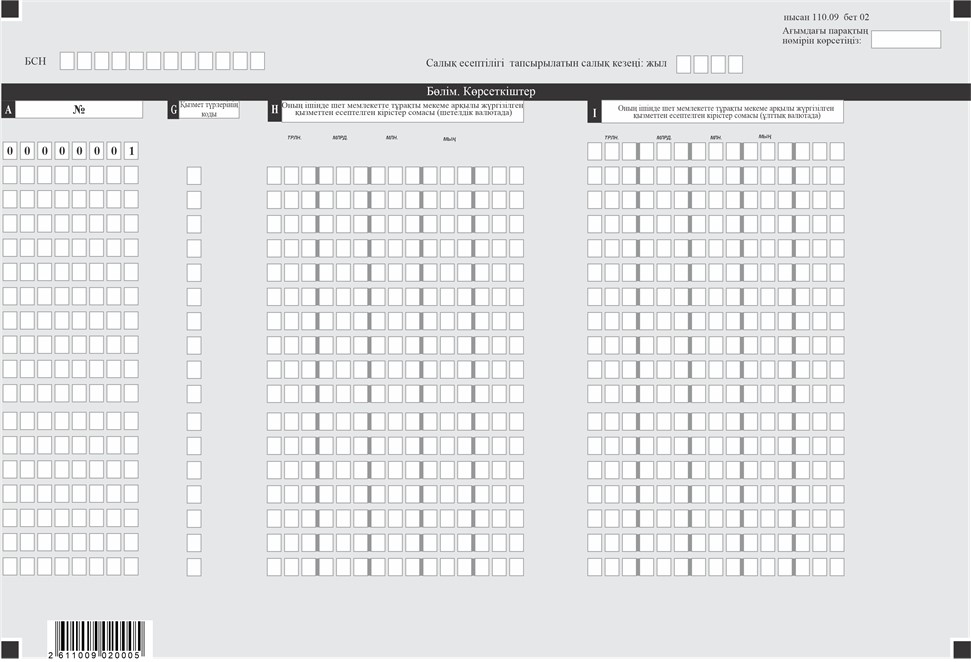 нысан 110.09 бет 02
Ағымдағы парақтың
нөмірін көрсетіңіз:
БСН
Салық есептілігі тапсырылатын салық кезеңі: жыл
Бөлім. Көрсеткіштер
A №
G Қызмет түрлерінің
коды
H Оның ішінде шет мемлекетте тұрақты мекеме арқылы жүргізілген
қызметтен есептелген кірістер сомасы (шетелдік валютада)
I Оның ішінде шет мемлекетте тұрақты мекеме арқылы жүргізілген
қызметтен есептелген кірістер сомасы (ұлттық валютада)
ТРЛН. МЛРД. МЛН. МЫҢ
ТРЛН. МЛРД. МЛН. МЫҢ
0 0 0 0 0 0 0 1
2 611009 020005